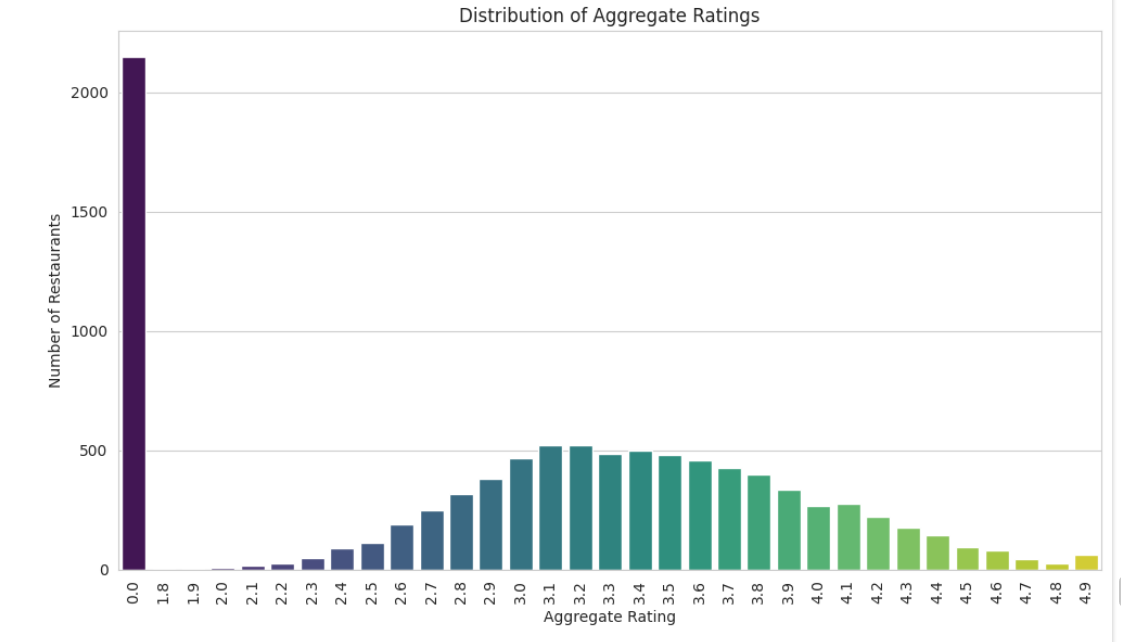 Distribution of Aggregate Ratings
Number of Restaurants
2000
1500
1000
500
0
0.0 1.8 1.9 2.0 2.1 2.2 2.3 2.4 2.5 2.6 2.7 2.8 2.9 3.0 3.1 3.2 3.3 3.4 3.5 3.6 3.7 3.8 3.9 4.0 4.1 4.2 4.3 4.4 4.5 4.6 4.7 4.8 4.9
Aggregate Rating